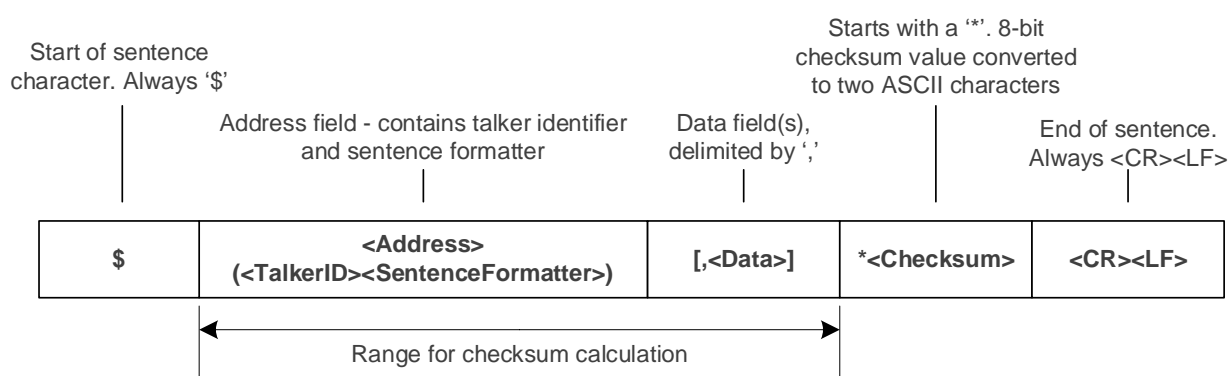 Start of sentence
character. Always ‘$’
Address field - contains talker identifier
and sentence formatter
Data field(s),
delimited by ‘,’
Starts with a ‘*’. 8-bit
checksum value converted
to two ASCII characters
End of sentence.
Always <CR><LF>
$
<Address>
(<TalkerID><SentenceFormatter>)
[,<Data>]
*<Checksum>
<CR><LF>
Range for checksum calculation